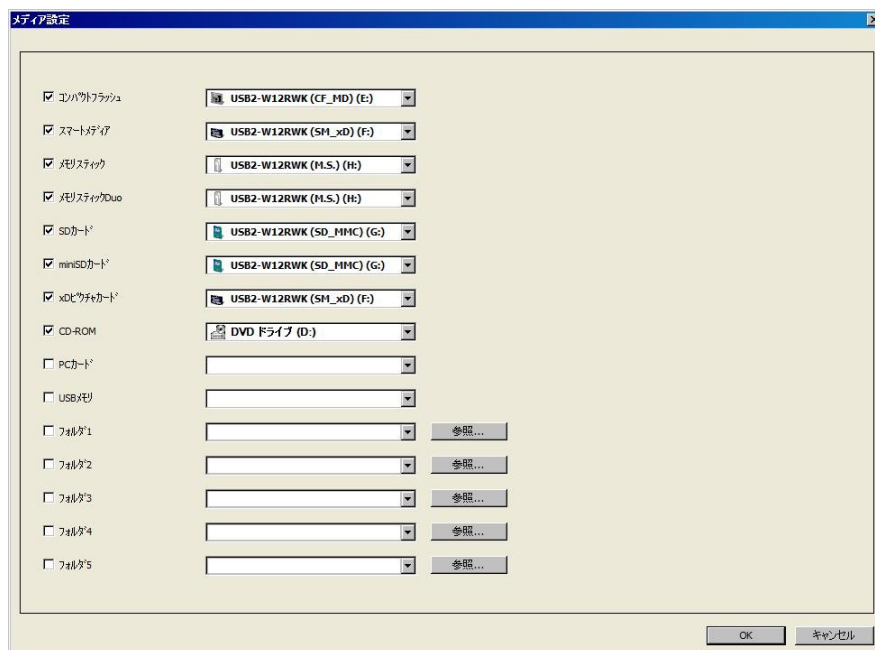 メディア設定
コンパクトフラッシュ USB2-W12RWK (CF_MD) (E:)
スマートメディア USB2-W12RWK (SM_xD) (F:)
メモリスティック USB2-W12RWK (M.S.) (H:)
メモリスティックDuo USB2-W12RWK (M.S.) (H:)
SDカード USB2-W12RWK (SD_MMC) (G:)
miniSDカード USB2-W12RWK (SD_MMC) (G:)
xDピクチャカード USB2-W12RWK (SM_xD) (F:)
CD-ROM DVD ドライブ (D:)
PCカード
USBメモリ
フォルダ1 参照...
フォルダ2 参照...
フォルダ3 参照...
フォルダ4 参照...
フォルダ5 参照...
OK キャンセル